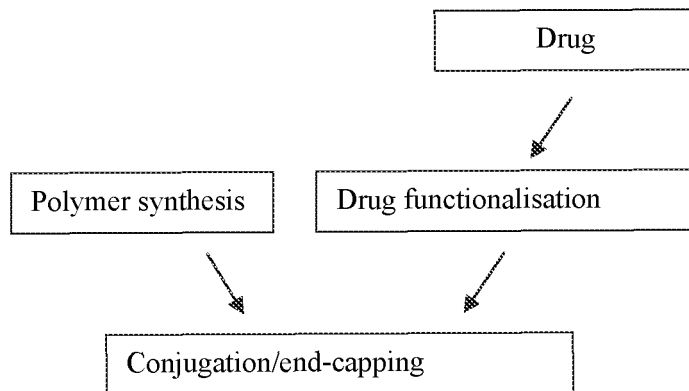 Drug
Polymer synthesis
Drug functionalisation
Conjugation/end-capping